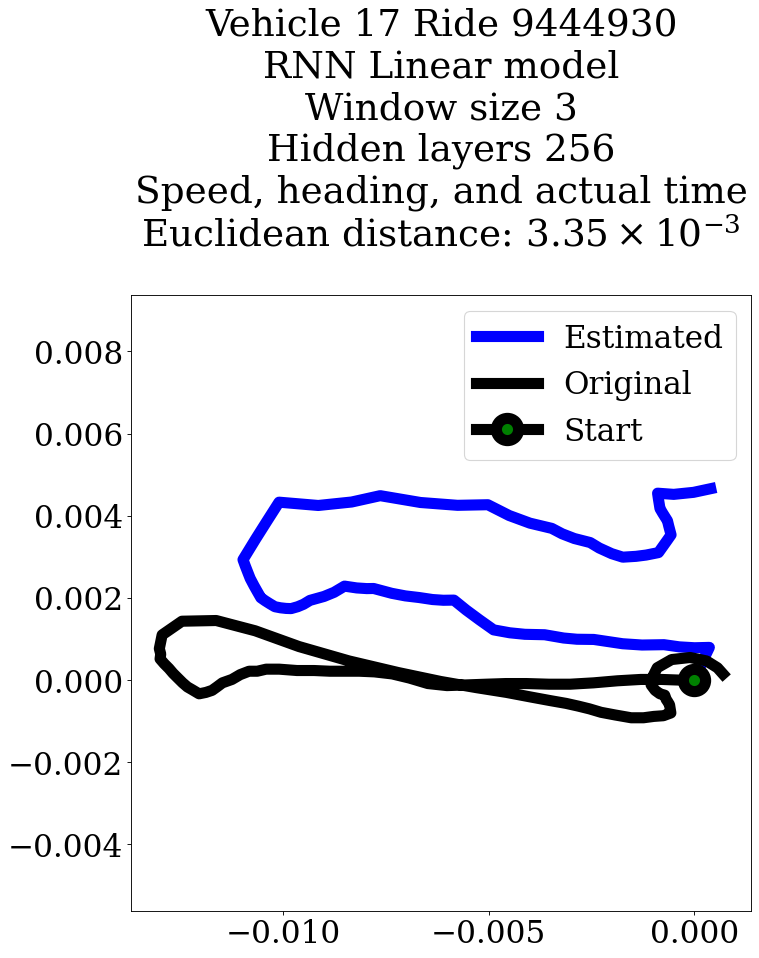 Vehicle 17 Ride 9444930
RNN Linear model
Window size 3
Hidden layers 256
Speed, heading, and actual time
Euclidean distance: 3.35 × 10⁻³
Estimated
Original
Start
0.008
0.006
0.004
0.002
0.000
−0.002
−0.004
−0.010 −0.005 0.000